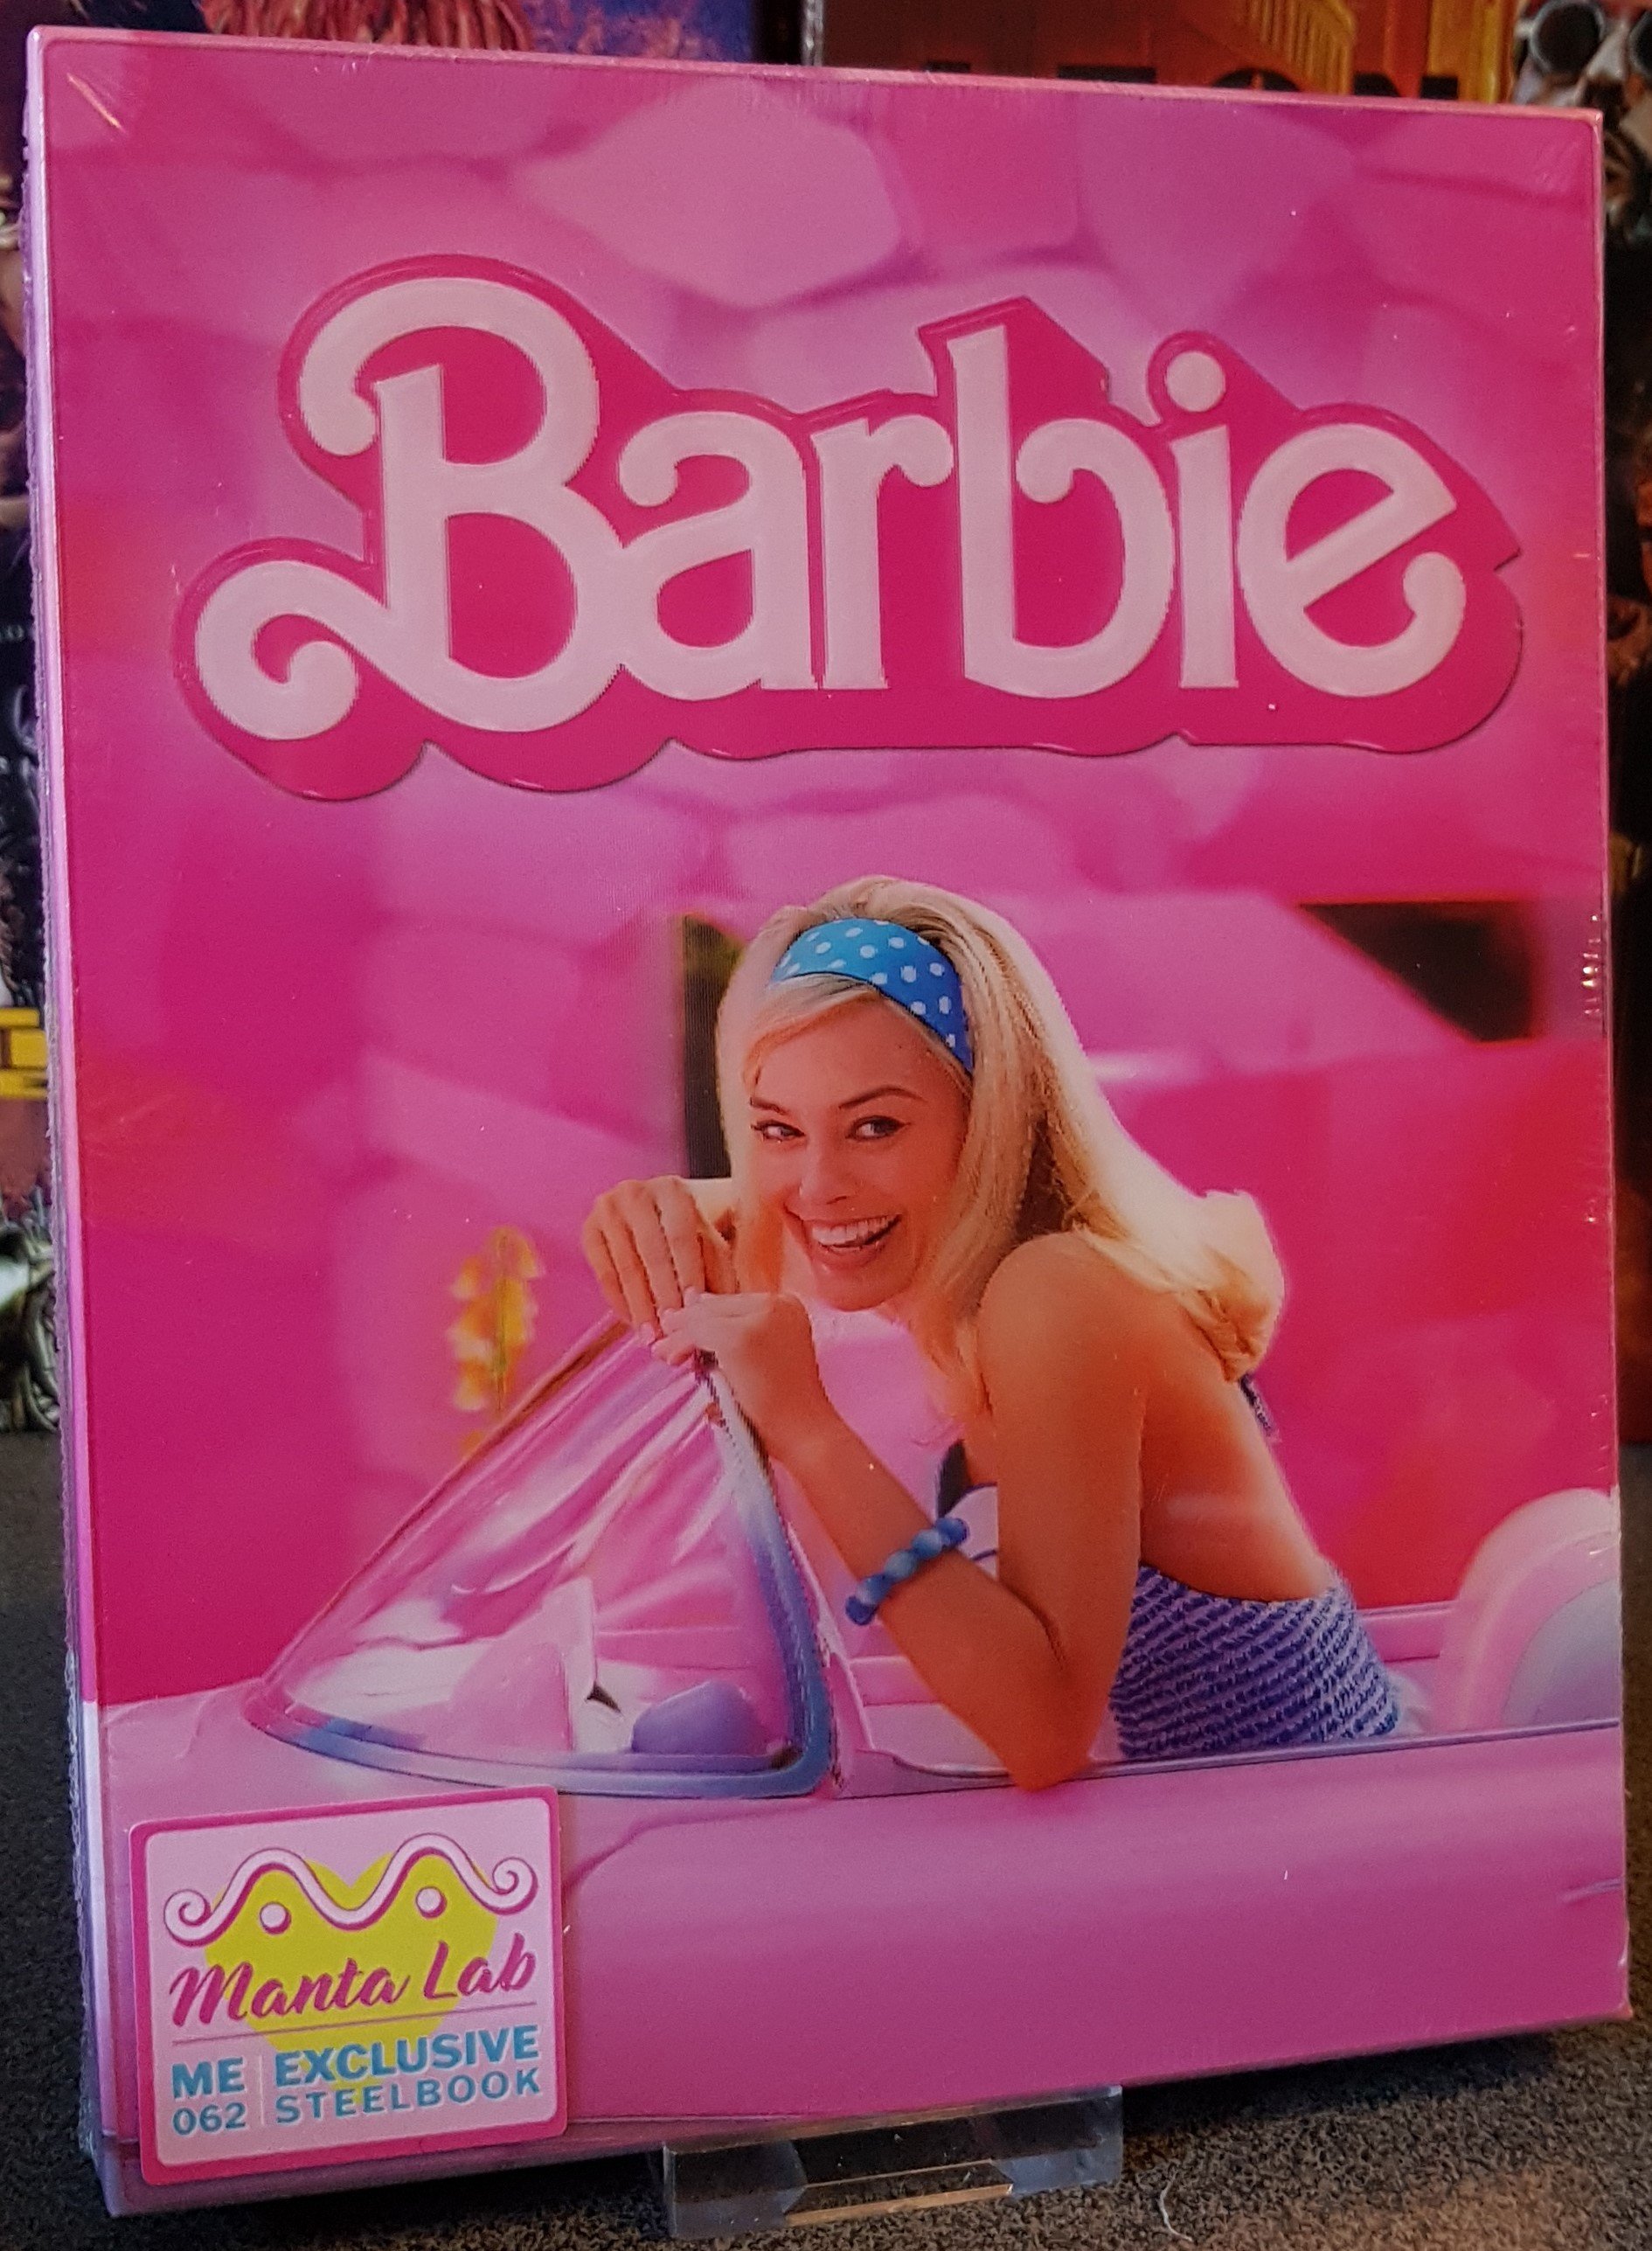 Barbie
Manta Lab
ME EXCLUSIVE
062 STEELBOOK